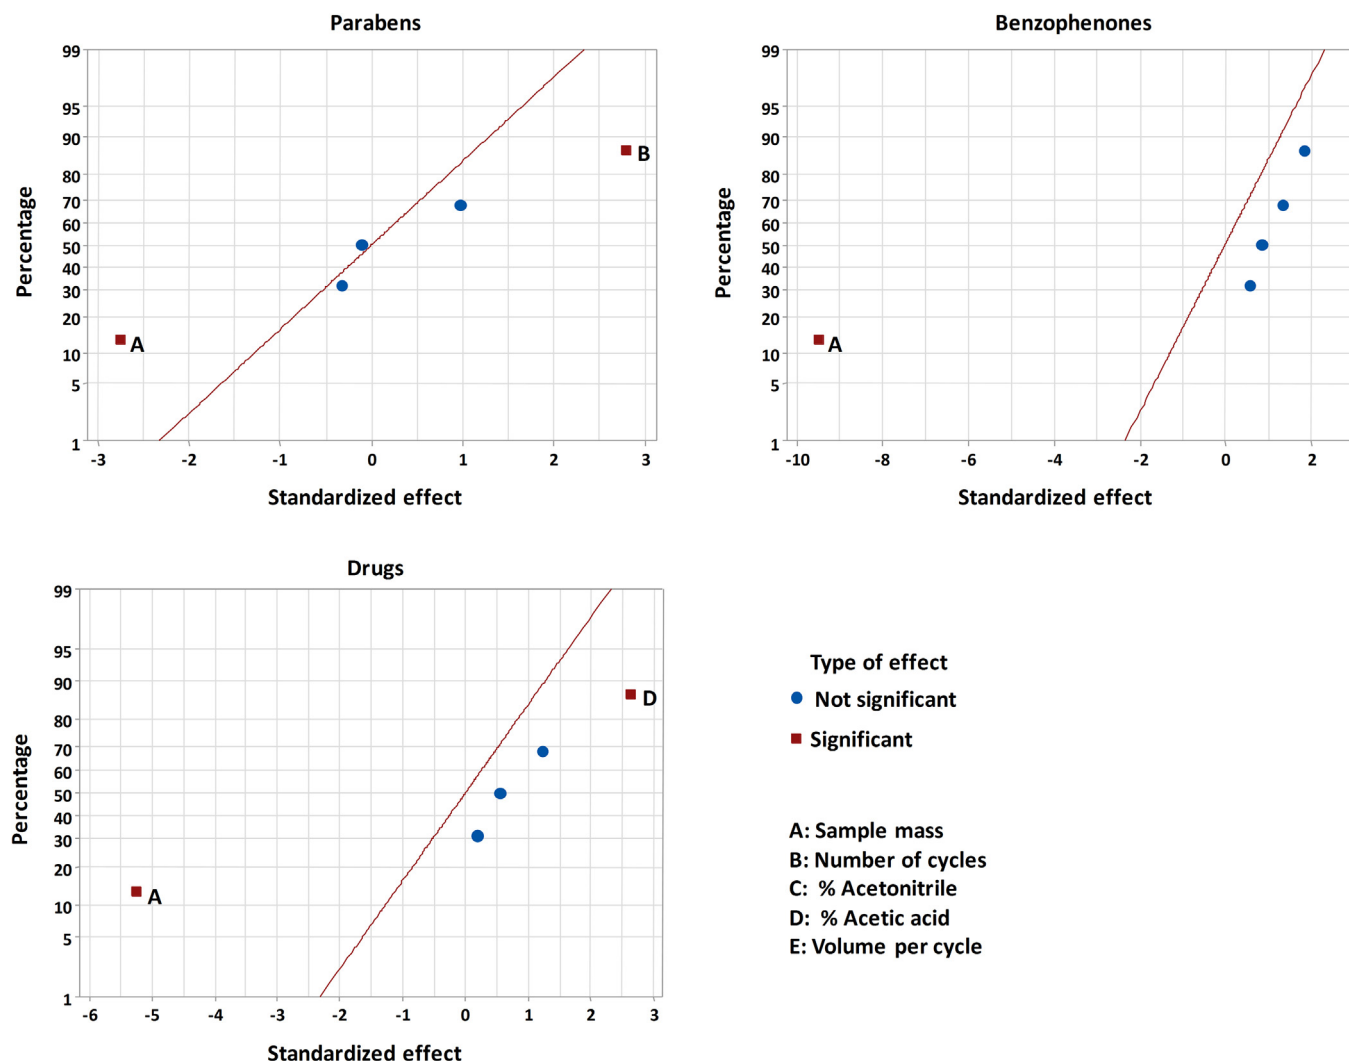 Parabens
99
95
90
80
70
60
50
40
30
20
10
5
1
Percentage
B
A
-3 -2 -1 0 1 2 3
Standardized effect
Benzophenones
99
95
90
80
70
60
50
40
30
20
10
5
1
Percentage
A
-10 -8 -6 -4 -2 0 2
Standardized effect
Drugs
99
95
90
80
70
60
50
40
30
20
10
5
1
Percentage
D
A
-6 -5 -4 -3 -2 -1 0 1 2 3
Standardized effect
Type of effect
Not significant
Significant
A: Sample mass
B: Number of cycles
C: % Acetonitrile
D: % Acetic acid
E: Volume per cycle